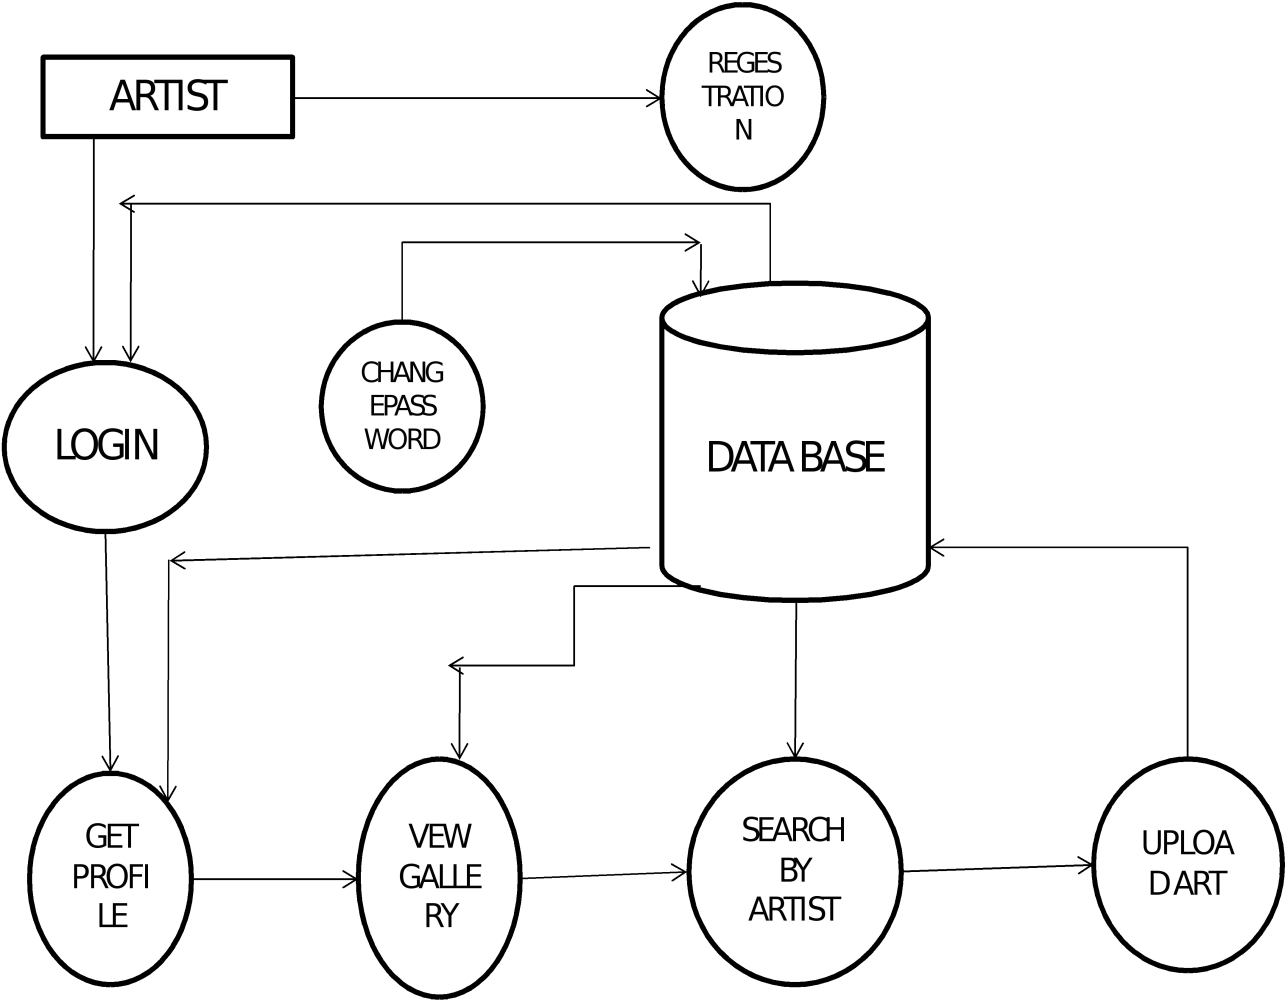 ARTIST
REGES
TRATIO
N
CHANG
EPASS
WORD
LOGIN
DATA BASE
GET
PROFI
LE
VEW
GALLE
RY
SEARCH
BY
ARTIST
UPLOA
D ART